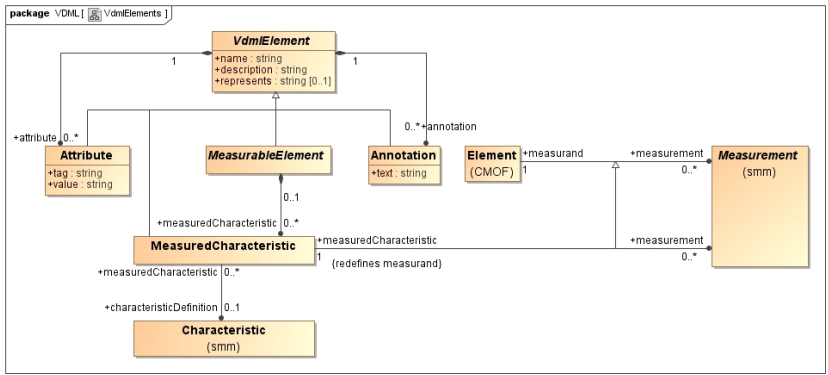 package VDML [ VdmlElements ]
VdmlElement
+name : string
+description : string
+represents : string [0..1]
1
1
+attribute 0..*
0..* +annotation
Attribute
+tag : string
+value : string
MeasurableElement
Annotation
+text : string
Element
(CMOF)
+measurand
1
+measurement
0..*
Measurement
(smm)
0..1
+measuredCharacteristic 0..*
MeasuredCharacteristic
+measuredCharacteristic
1
{redefines measurand}
+measurement
0..*
+measuredCharacteristic 0..*
+characteristicDefinition 0..1
Characteristic
(smm)